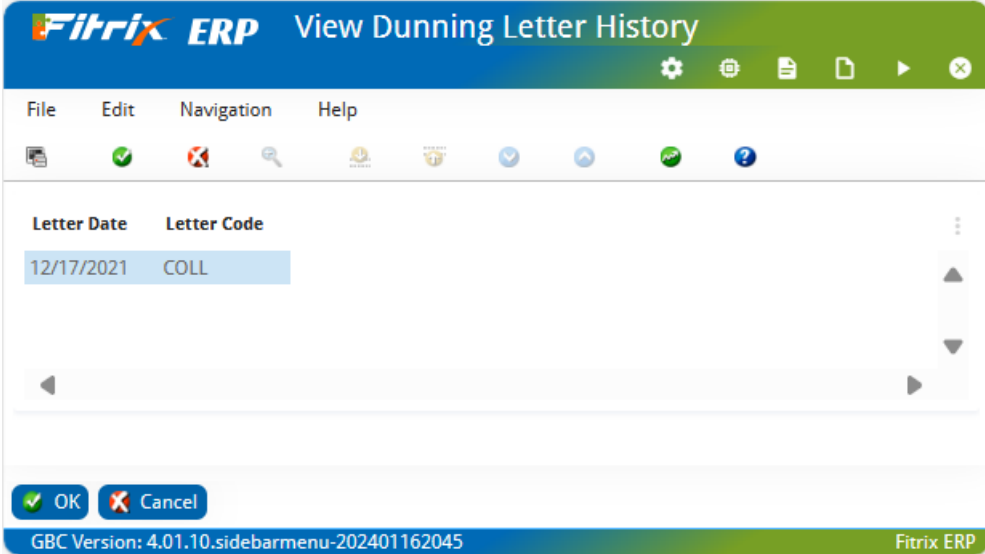 Fitrix ERP View Dunning Letter History
File Edit Navigation Help
Letter Date Letter Code
12/17/2021 COLL
OK Cancel
GBC Version: 4.01.10.sidebarmenu-202401162045 Fitrix ERP